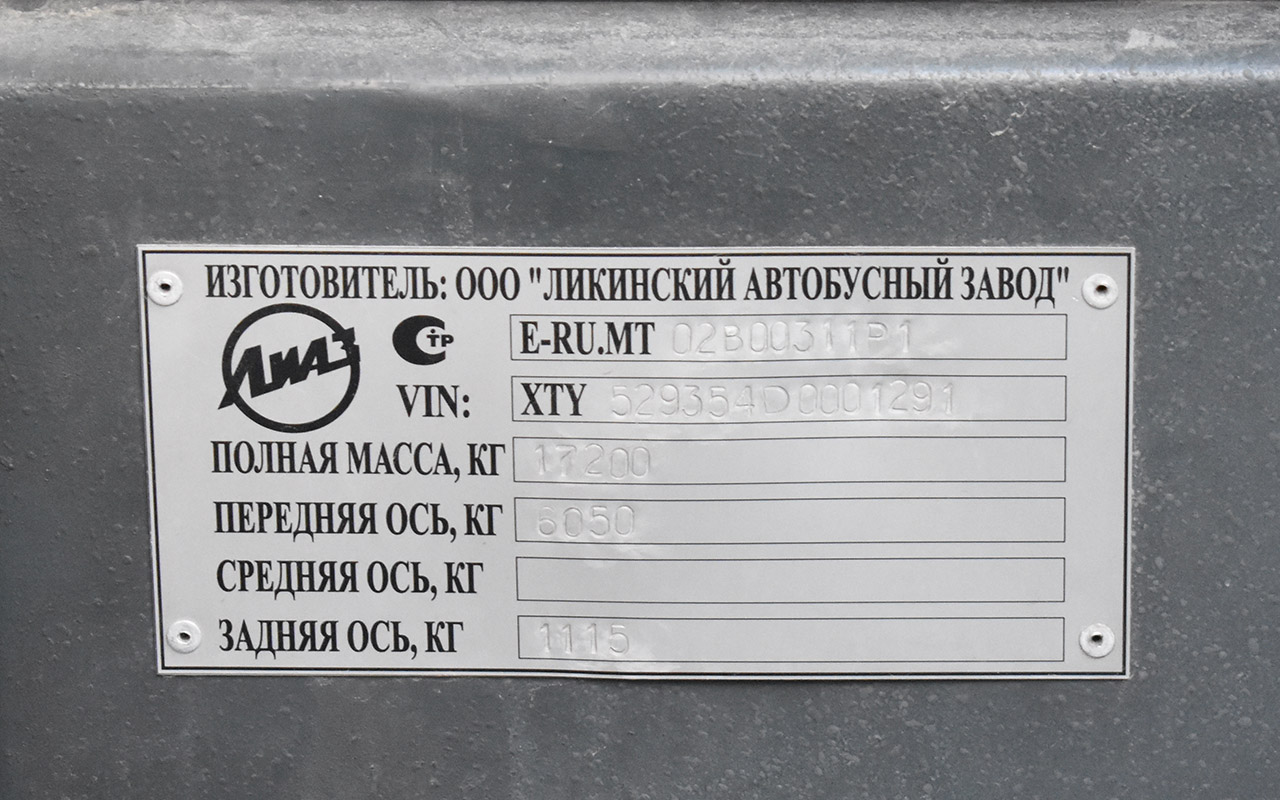 ИЗГОТОВИТЕЛЬ: ООО "ЛИКИНСКИЙ АВТОБУСНЫЙ ЗАВОД"
ЛИАЗ СТР E-RU.MT 02B00311P1
VIN: XTY 529354D0001291
ПОЛНАЯ МАССА, КГ 17200
ПЕРЕДНЯЯ ОСЬ, КГ 6050
СРЕДНЯЯ ОСЬ, КГ
ЗАДНЯЯ ОСЬ, КГ 1115